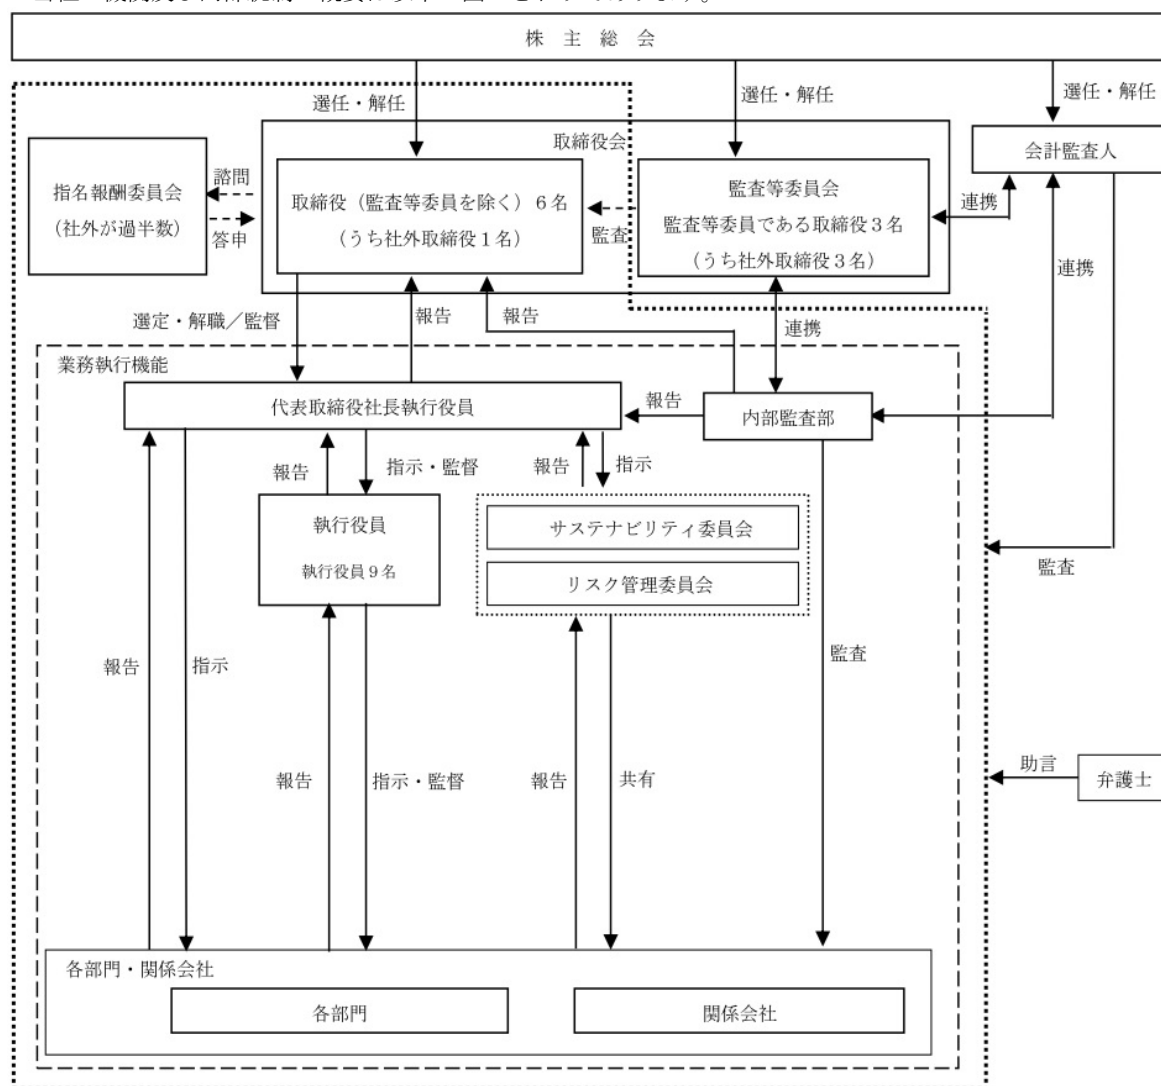 株主総会
選任・解任
選任・解任
選任・解任
取締役会
会計監査人
指名報酬委員会
(社外が過半数)
諮問
答申
取締役(監査等委員を除く)6名
(うち社外取締役1名)
監査
監査等委員会
監査等委員である取締役3名
(うち社外取締役3名)
連携
連携
選定・解職/監督
報告
報告
連携
業務執行機能
代表取締役社長執行役員
報告
内部監査部
報告
指示・監督
報告
指示
執行役員
執行役員9名
サステナビリティ委員会
リスク管理委員会
監査
報告
指示
監査
報告
指示・監督
報告
共有
助言
弁護士
各部門・関係会社
各部門
関係会社